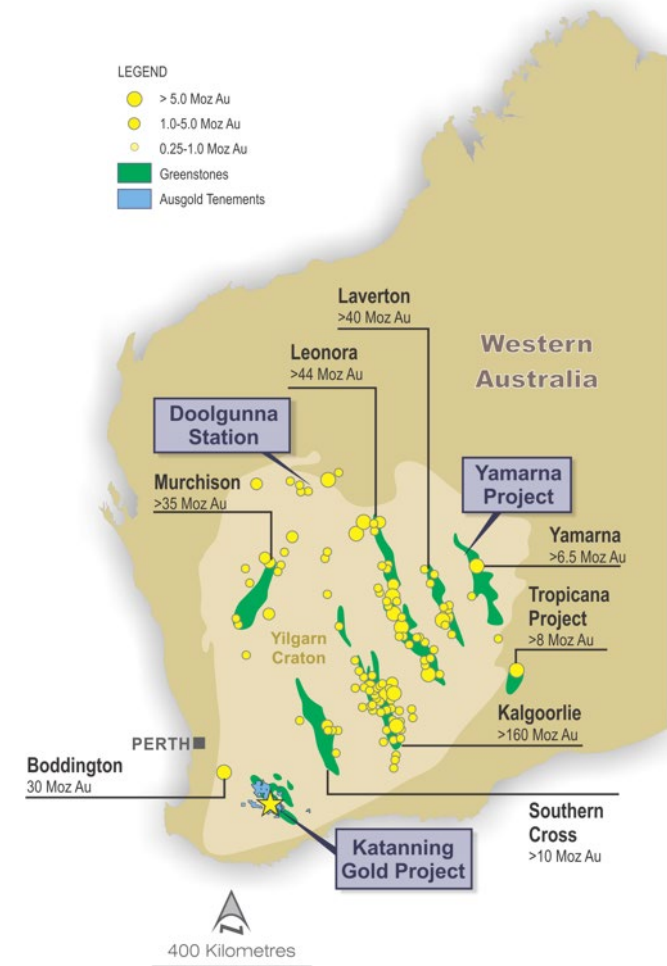 LEGEND
> 5.0 Moz Au
1.0-5.0 Moz Au
0.25-1.0 Moz Au
Greenstones
Ausgold Tenements
Laverton
>40 Moz Au
Western
Australia
Leonora
>44 Moz Au
Doolgunna
Station
Yamarna
Project
Murchison
>35 Moz Au
Yamarna
>6.5 Moz Au
Tropicana
Project
>8 Moz Au
Yilgarn
Craton
Kalgoorlie
>160 Moz Au
PERTH
Boddington
30 Moz Au
Southern
Cross
>10 Moz Au
Katanning
Gold Project
N
400 Kilometres